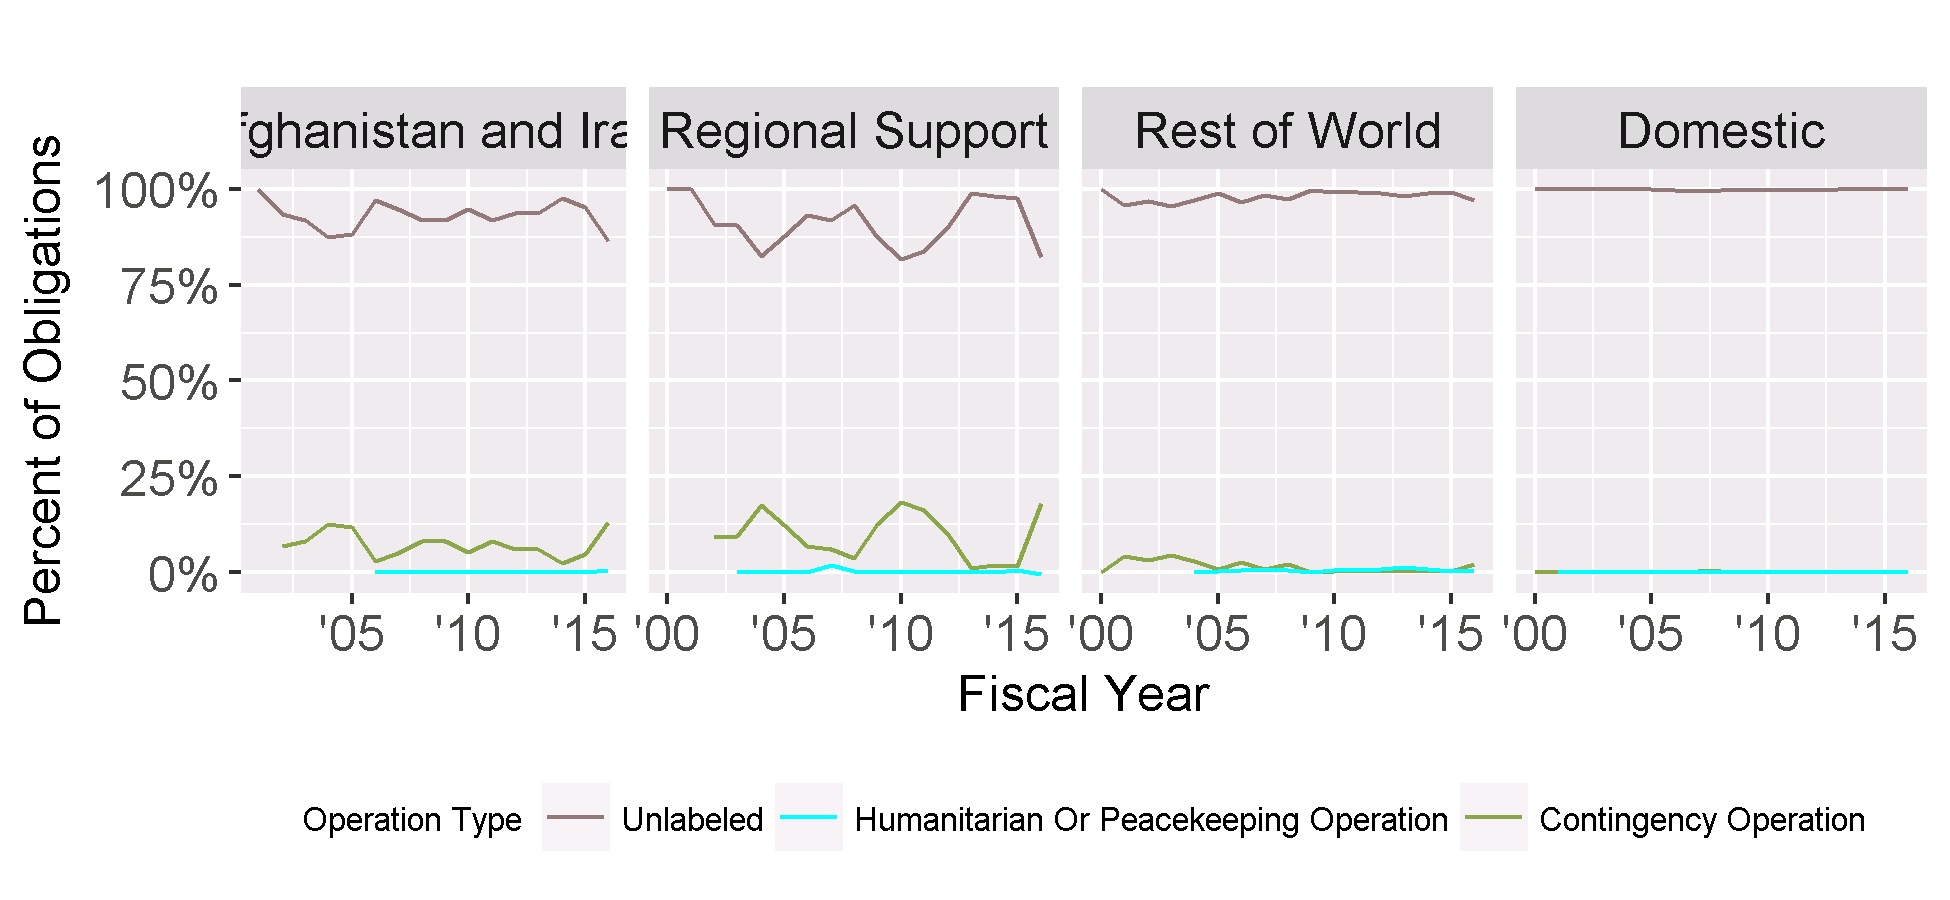 fghanistan and Ira
Regional Support
Rest of World
Domestic
Percent of Obligations
100%
75%
50%
25%
0%
'05 '10 '15
'00 '05 '10 '15
'00 '05 '10 '15
'00 '05 '10 '15
Fiscal Year
Operation Type Unlabeled Humanitarian Or Peacekeeping Operation Contingency Operation